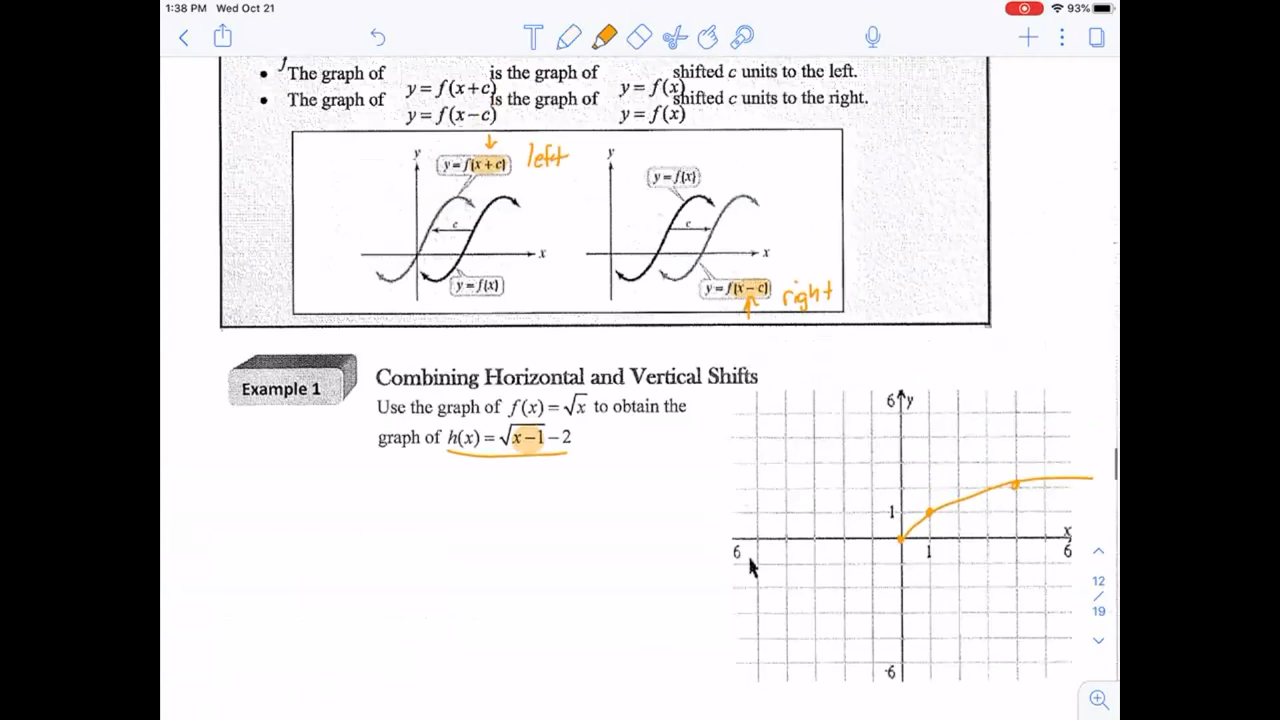 1:38 PM Wed Oct 21 93%
• The graph of y = f(x+c) is the graph of y = f(x) shifted c units to the left.
• The graph of y = f(x−c) is the graph of y = f(x) shifted c units to the right.
y y = f(x + c) left
c
x
y = f(x)
y y = f(x)
c
x
y = f(x − c) right
Example 1
Combining Horizontal and Vertical Shifts
Use the graph of f(x) = √x to obtain the
graph of h(x) = √x−1 − 2
6 y
1
x
6 1 6
-6
12
/
19